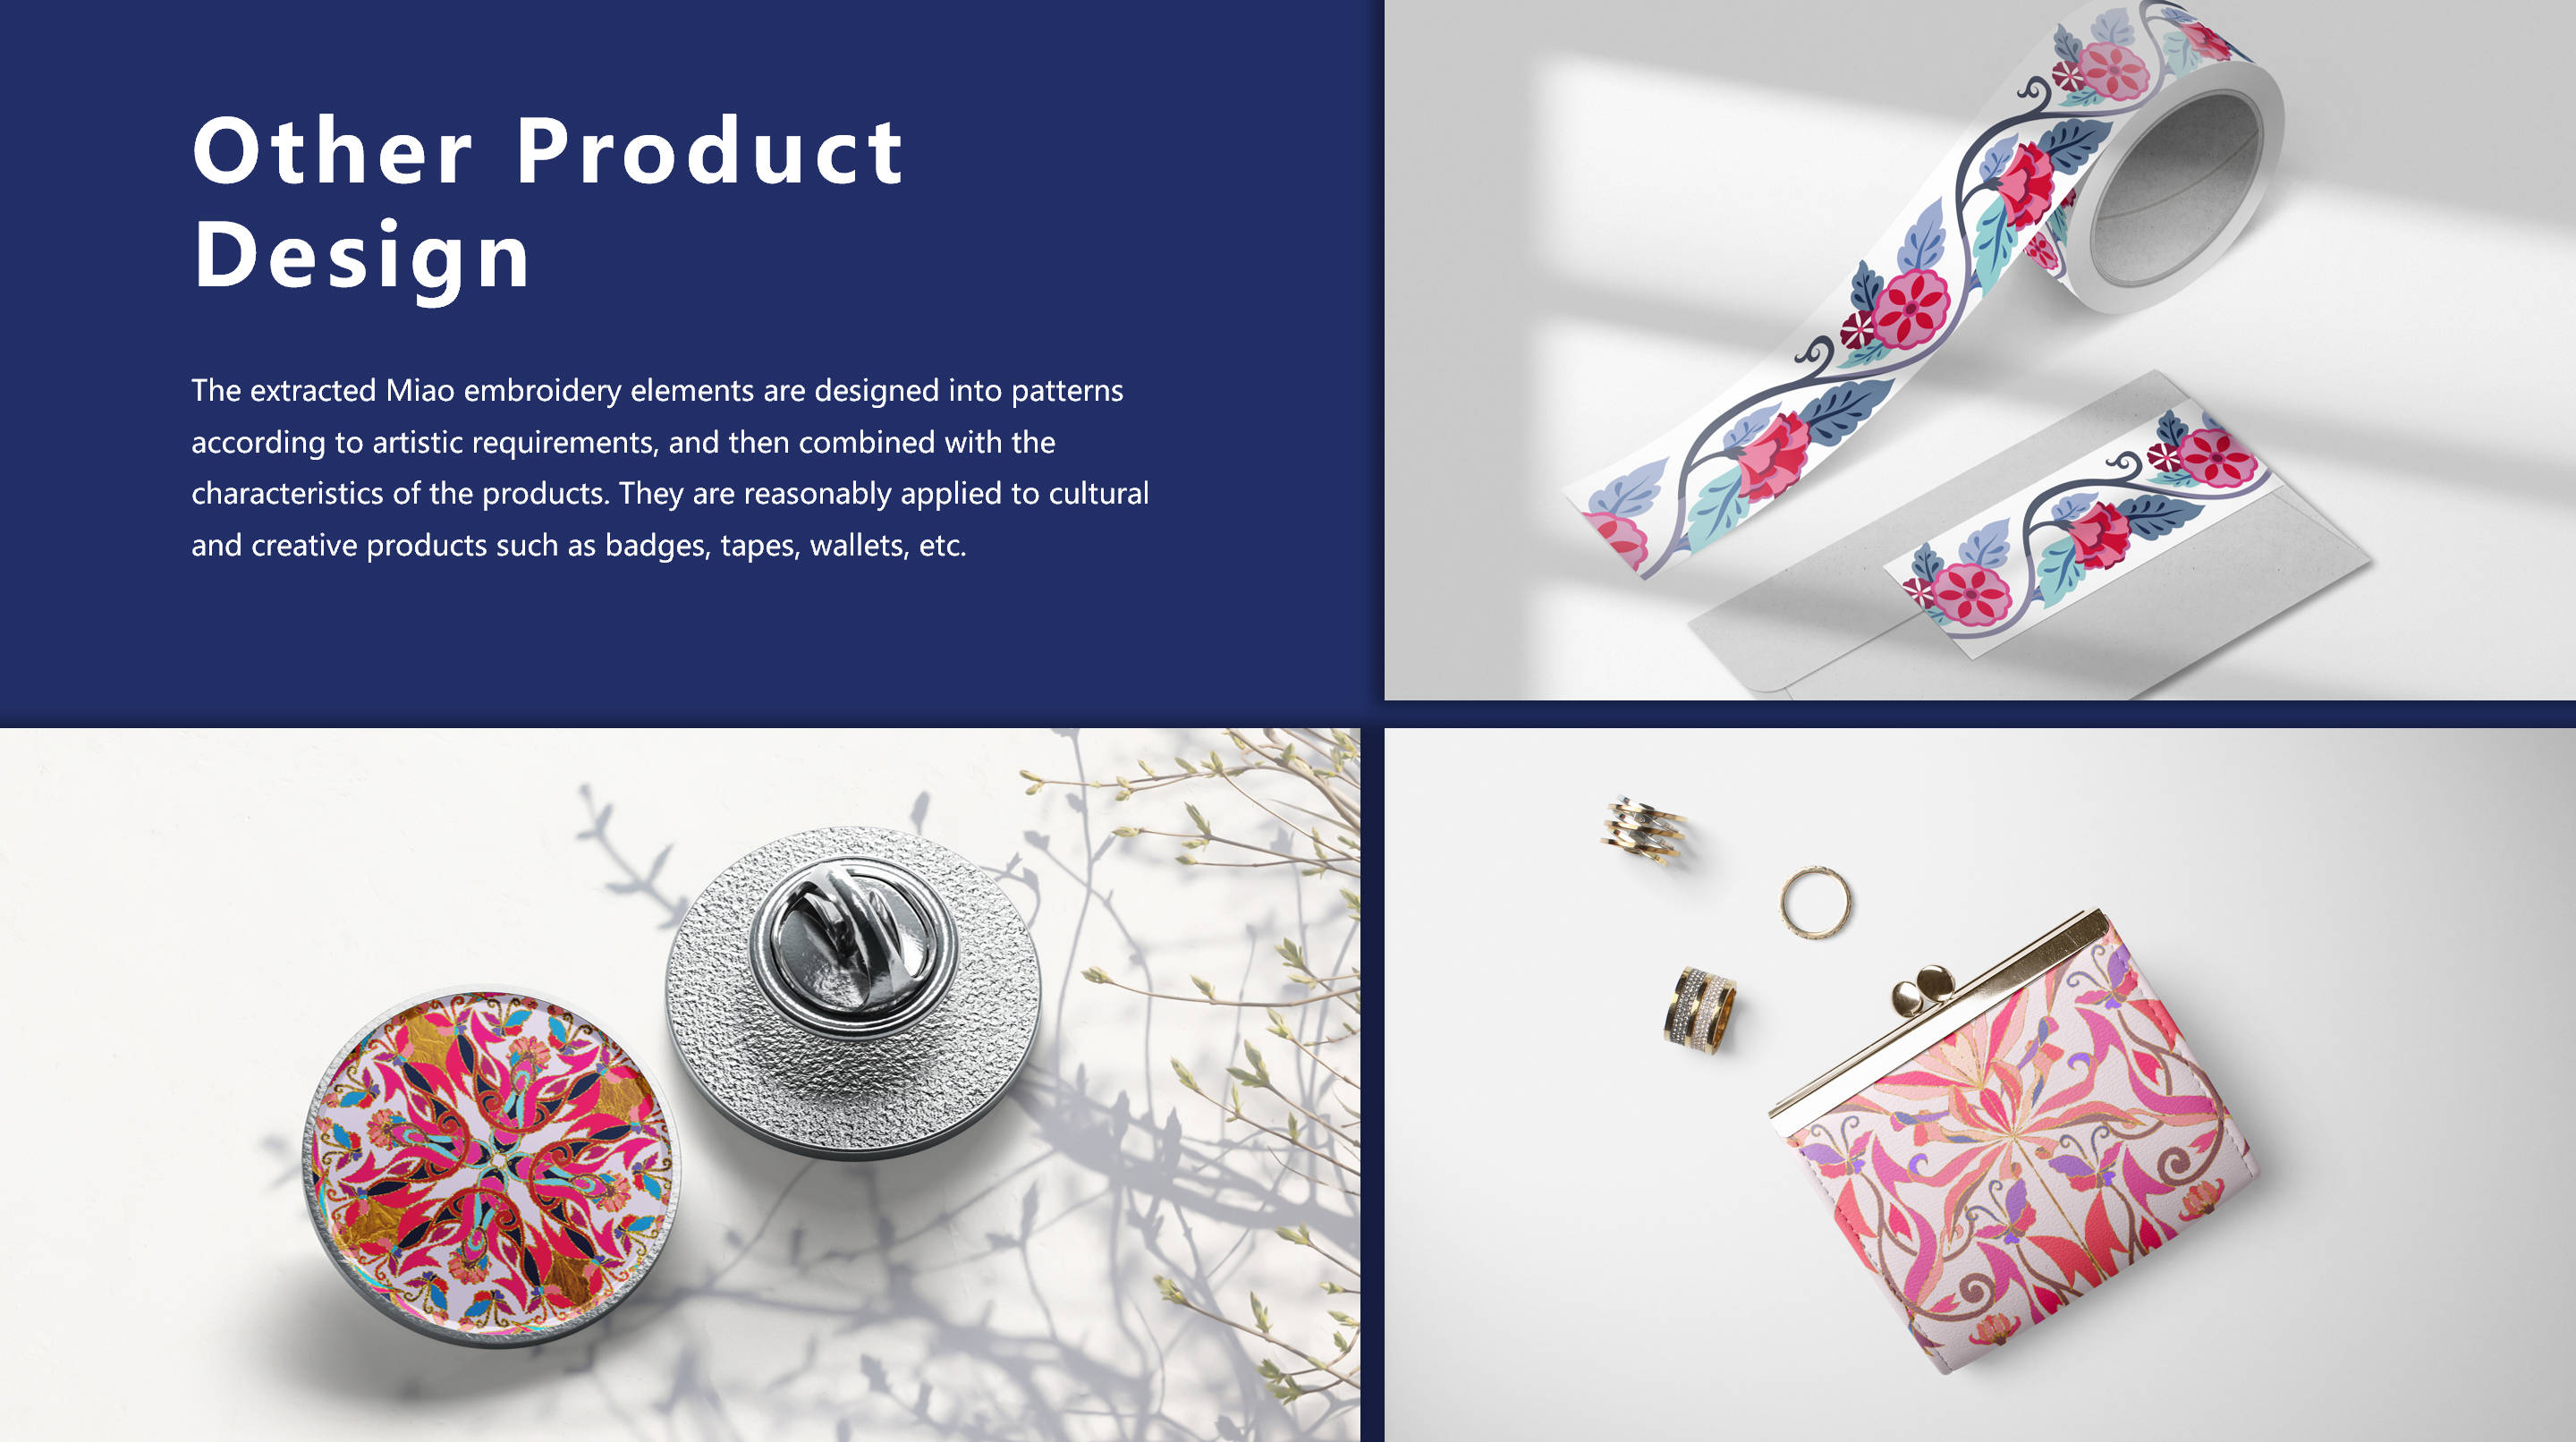 Other Product
Design
The extracted Miao embroidery elements are designed into patterns
according to artistic requirements, and then combined with the
characteristics of the products. They are reasonably applied to cultural
and creative products such as badges, tapes, wallets, etc.